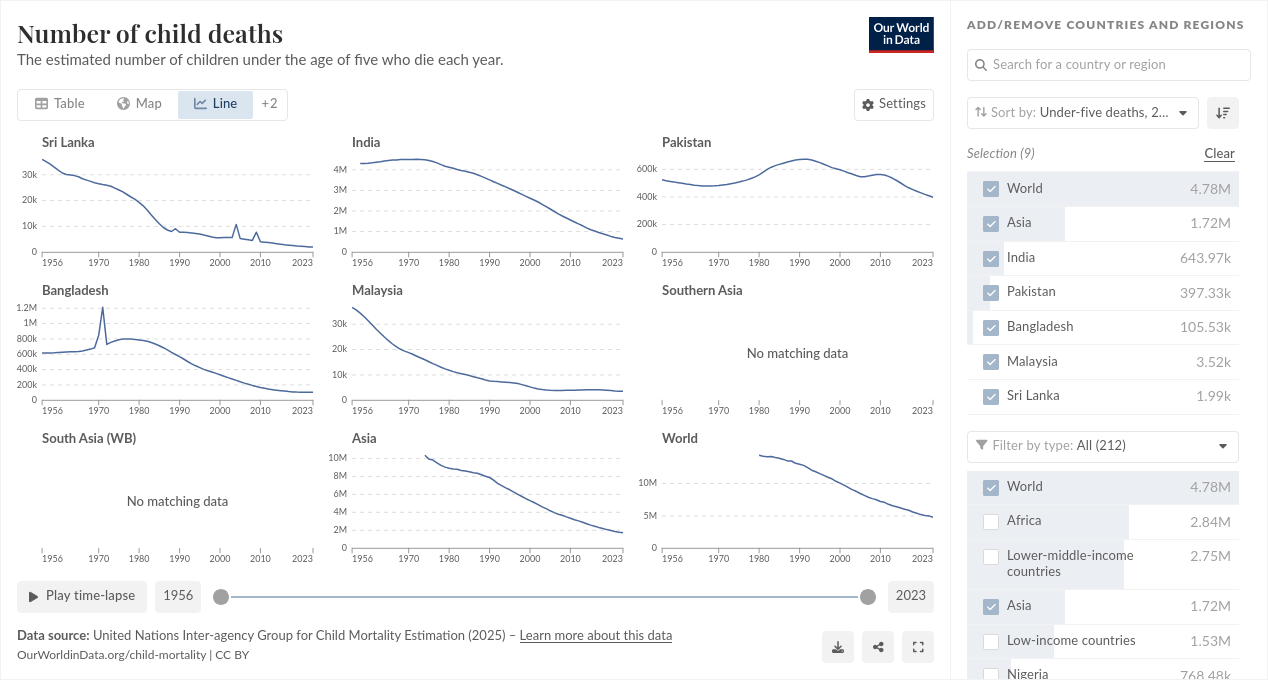 Number of child deaths
The estimated number of children under the age of five who die each year.
Our World
in Data
Table
Map
Line
+2
Settings
Sri Lanka
30k
20k
10k
0
1956 1970 1980 1990 2000 2010 2023
India
4M
3M
2M
1M
0
1956 1970 1980 1990 2000 2010 2023
Pakistan
600k
400k
200k
0
1956 1970 1980 1990 2000 2010 2023
Bangladesh
1.2M
1M
800k
600k
400k
200k
0
1956 1970 1980 1990 2000 2010 2023
Malaysia
30k
20k
10k
0
1956 1970 1980 1990 2000 2010 2023
Southern Asia
No matching data
1956 1970 1980 1990 2000 2010 2023
South Asia (WB)
No matching data
1956 1970 1980 1990 2000 2010 2023
Asia
10M
8M
6M
4M
2M
0
1956 1970 1980 1990 2000 2010 2023
World
10M
5M
0
1956 1970 1980 1990 2000 2010 2023
Play time-lapse
1956
2023
Data source: United Nations Inter-agency Group for Child Mortality Estimation (2025) – Learn more about this data
OurWorldinData.org/child-mortality | CC BY
ADD/REMOVE COUNTRIES AND REGIONS
Search for a country or region
Sort by: Under-five deaths, 2...
Selection (9)
Clear
World 4.78M
Asia 1.72M
India 643.97k
Pakistan 397.33k
Bangladesh 105.53k
Malaysia 3.52k
Sri Lanka 1.99k
Filter by type: All (212)
World 4.78M
Africa 2.84M
Lower-middle-income 2.75M
countries
Asia 1.72M
Low-income countries 1.53M
Nigeria 768.48k